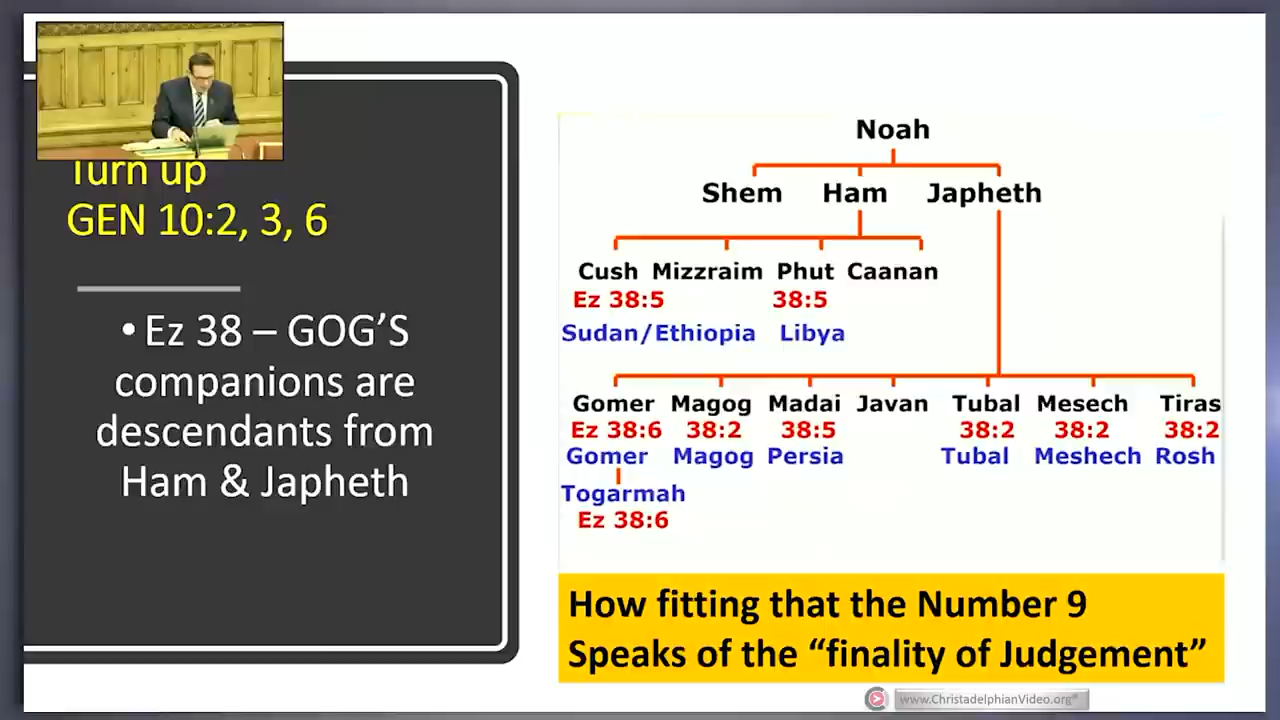 Turn up
GEN 10:2, 3, 6
• Ez 38 – GOG’S
companions are
descendants from
Ham & Japheth
Noah
Shem Ham Japheth
Cush Mizzraim Phut Caanan
Ez 38:5 38:5
Sudan/Ethiopia Libya
Gomer Magog Madai Javan Tubal Mesech Tiras
Ez 38:6 38:2 38:5 38:2 38:2 38:2
Gomer Magog Persia Tubal Meshech Rosh
Togarmah
Ez 38:6
How fitting that the Number 9
Speaks of the “finality of Judgement”
www.ChristadelphianVideo.org®